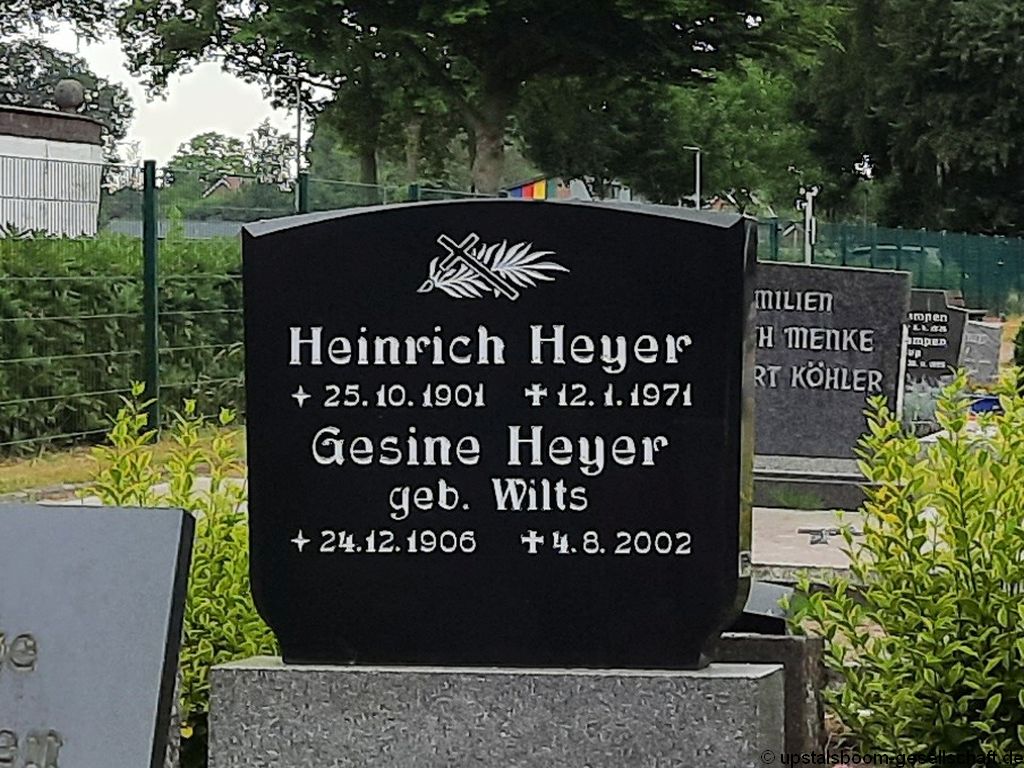 Heinrich Heyer
✦ 25.10.1901 ✝ 12.1.1971
Gesine Heyer
geb. Wilts
✦ 24.12.1906 ✝ 4.8.2002
MILIEN
H MENKE
RT KÖHLER
© upstalsboom-gesellschaft.de